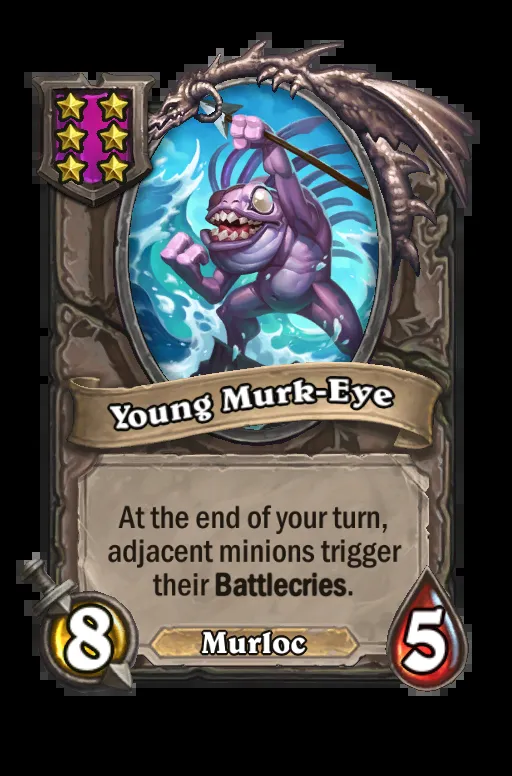 Young Murk-Eye
At the end of your turn,
adjacent minions trigger
their Battlecries.
8
Murloc
5